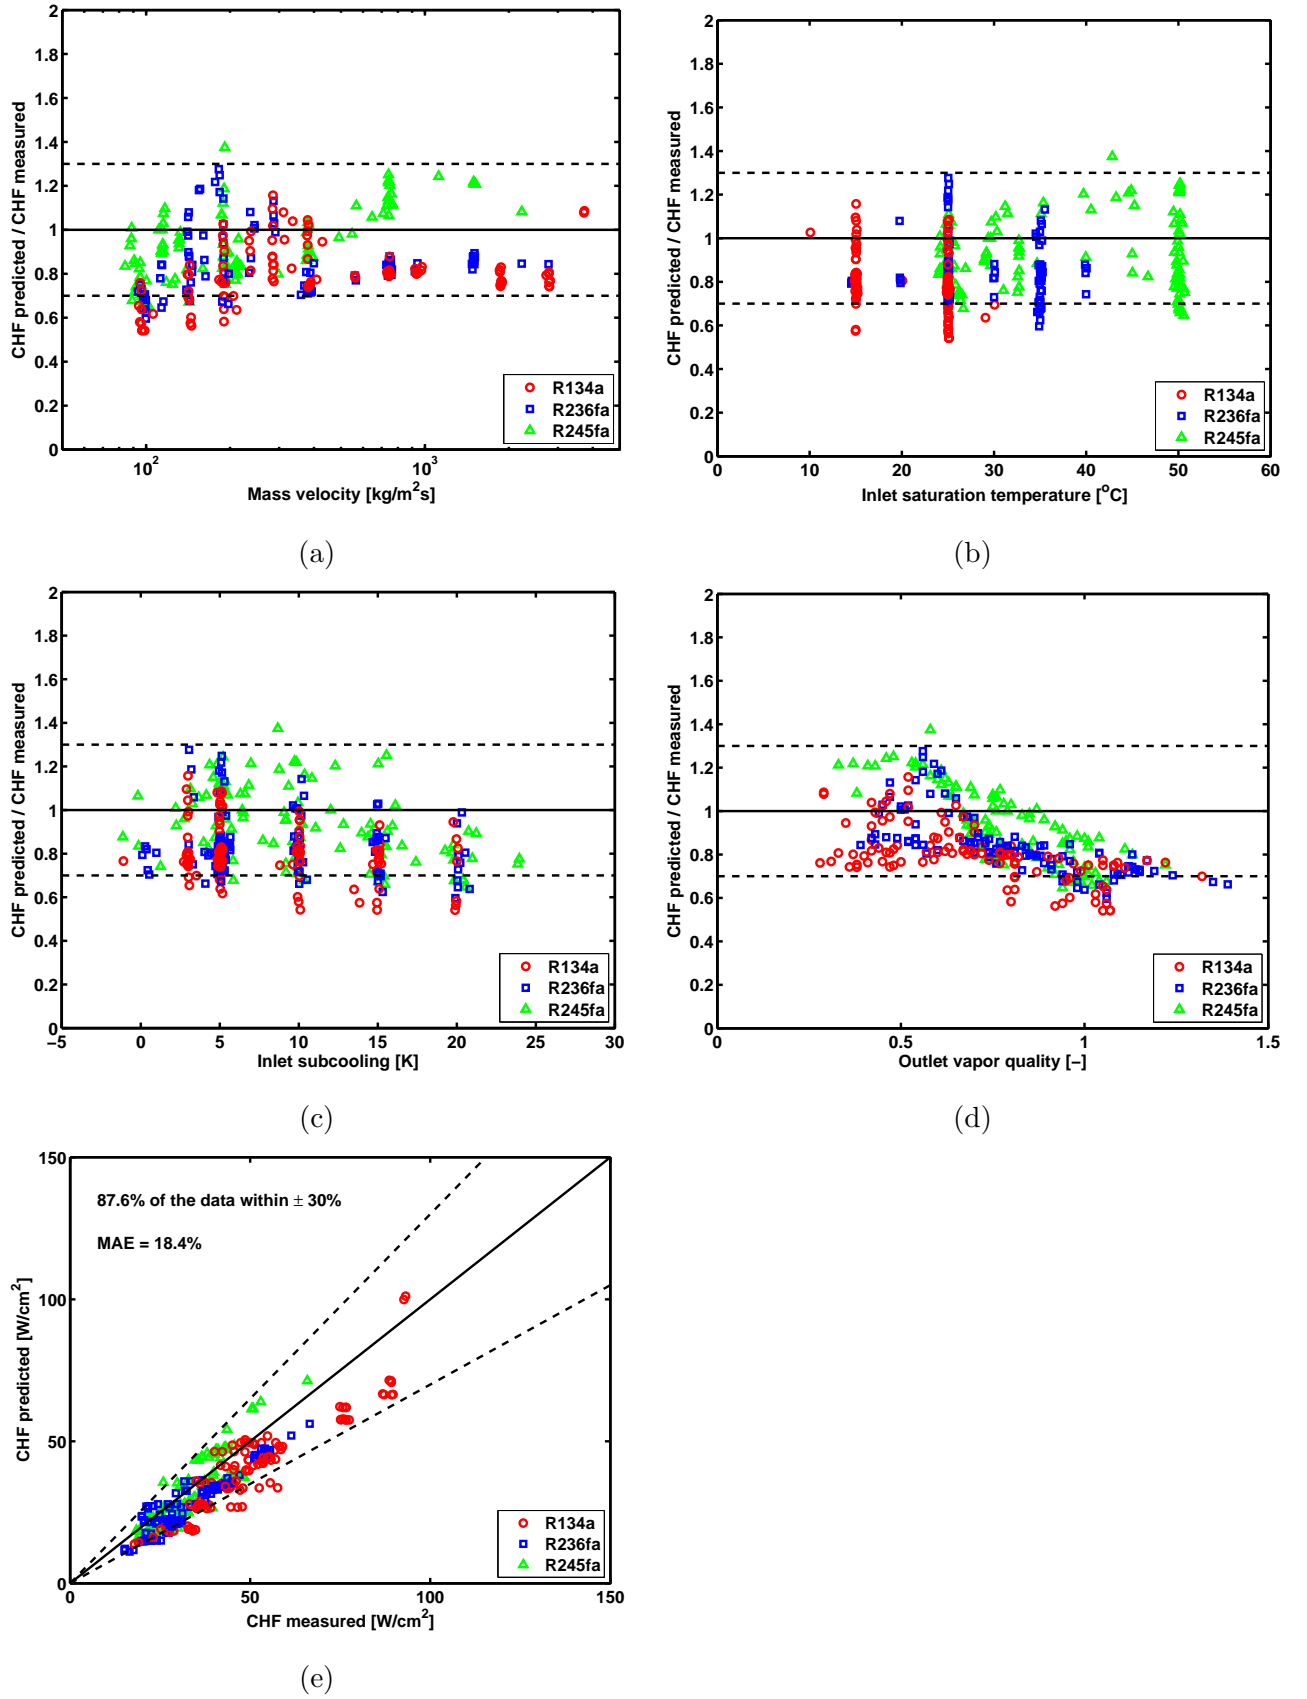 2
1.8
1.6
1.4
1.2
1
0.8
0.6
0.4
0.2
0
CHF predicted / CHF measured
R134a
R236fa
R245fa
10² 10³
Mass velocity [kg/m²s]
(a)
2
1.8
1.6
1.4
1.2
1
0.8
0.6
0.4
0.2
0
CHF predicted / CHF measured
R134a
R236fa
R245fa
0 10 20 30 40 50 60
Inlet saturation temperature [°C]
(b)
2
1.8
1.6
1.4
1.2
1
0.8
0.6
0.4
0.2
0
CHF predicted / CHF measured
R134a
R236fa
R245fa
−5 0 5 10 15 20 25 30
Inlet subcooling [K]
(c)
2
1.8
1.6
1.4
1.2
1
0.8
0.6
0.4
0.2
0
CHF predicted / CHF measured
R134a
R236fa
R245fa
0 0.5 1 1.5
Outlet vapor quality [−]
(d)
150
100
50
0
CHF predicted [W/cm²]
87.6% of the data within ± 30%
MAE = 18.4%
R134a
R236fa
R245fa
0 50 100 150
CHF measured [W/cm²]
(e)